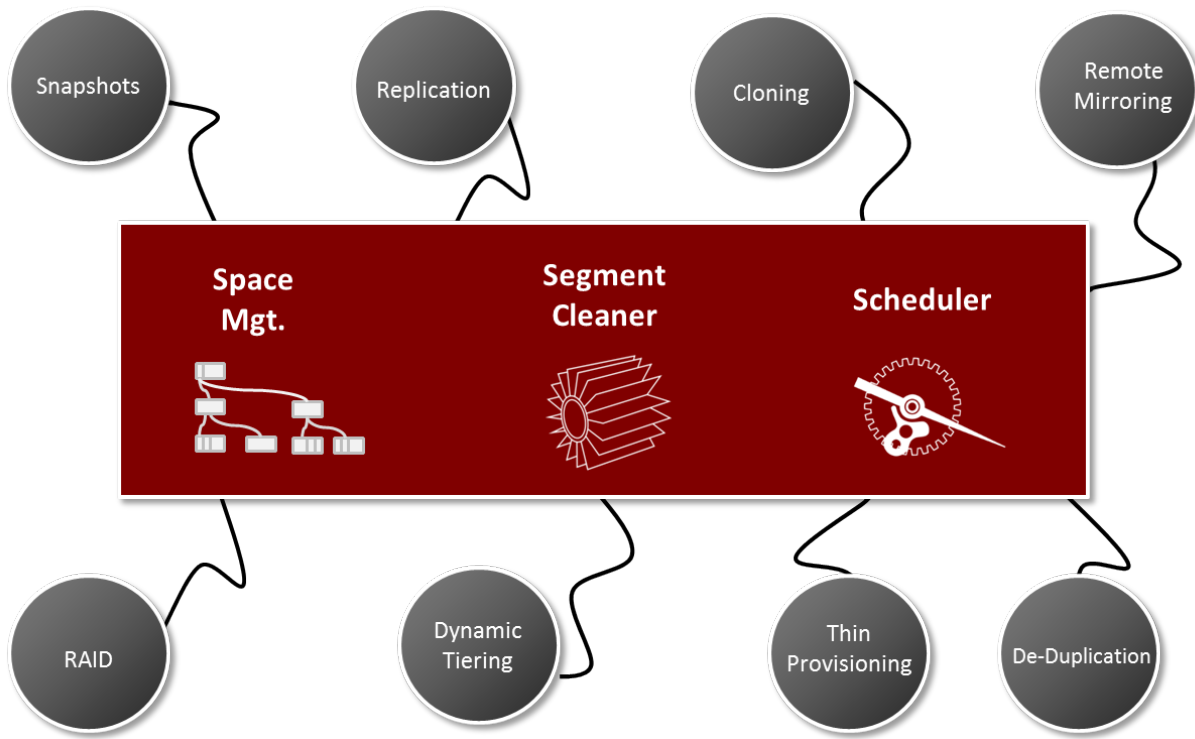 Snapshots
Replication
Cloning
Remote
Mirroring
Space
Mgt.
Segment
Cleaner
Scheduler
RAID
Dynamic
Tiering
Thin
Provisioning
De-Duplication